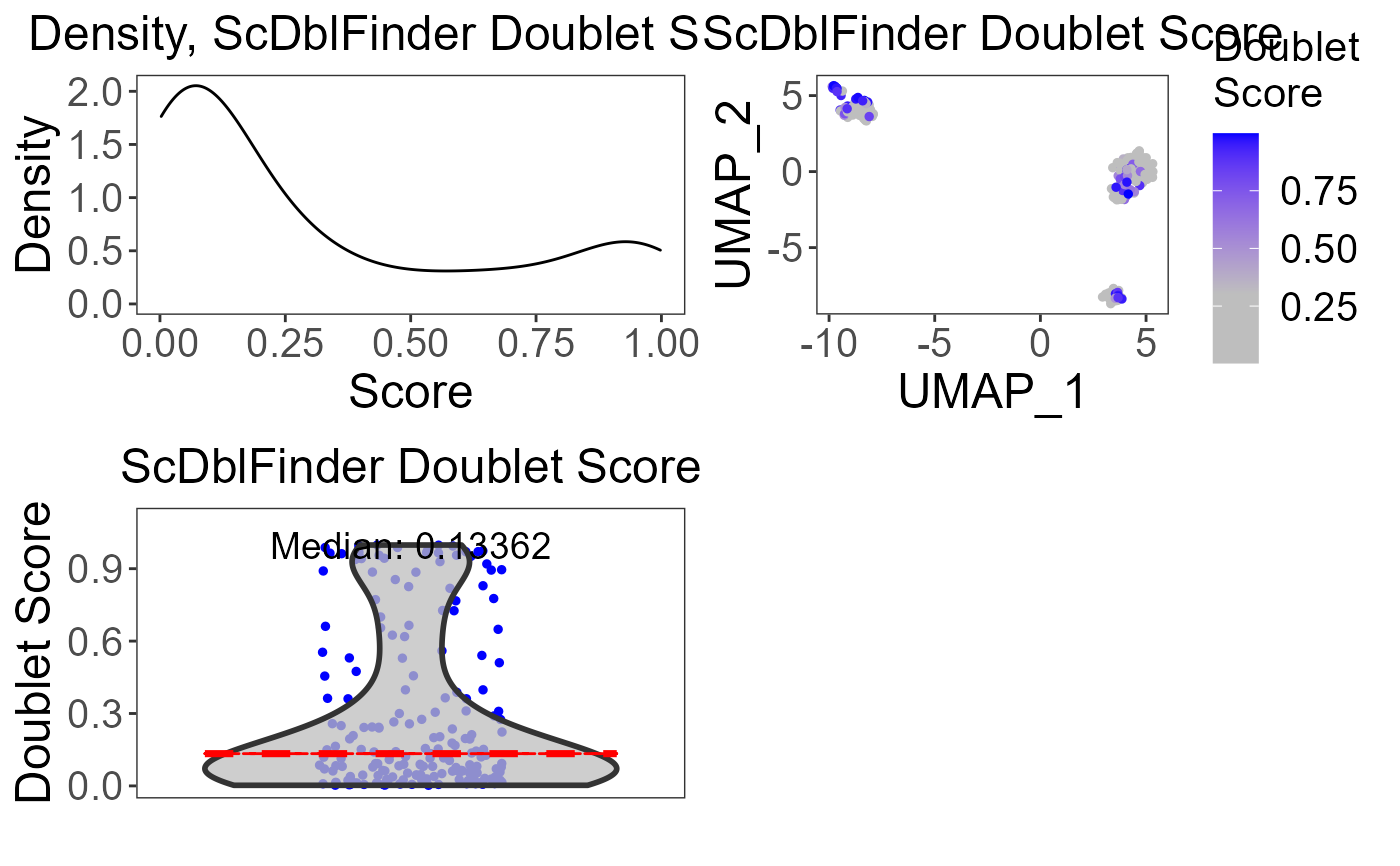 Density, ScDblFinder Doublet S
ScDblFinder Doublet Score
Density
2.0
1.5
1.0
0.5
0.0
0.00 0.25 0.50 0.75 1.00
Score
UMAP_2
5
0
-5
-10 -5 0 5
UMAP_1
Doublet
Score
0.75
0.50
0.25
ScDblFinder Doublet Score
Doublet Score
Median: 0.13362
0.9
0.6
0.3
0.0